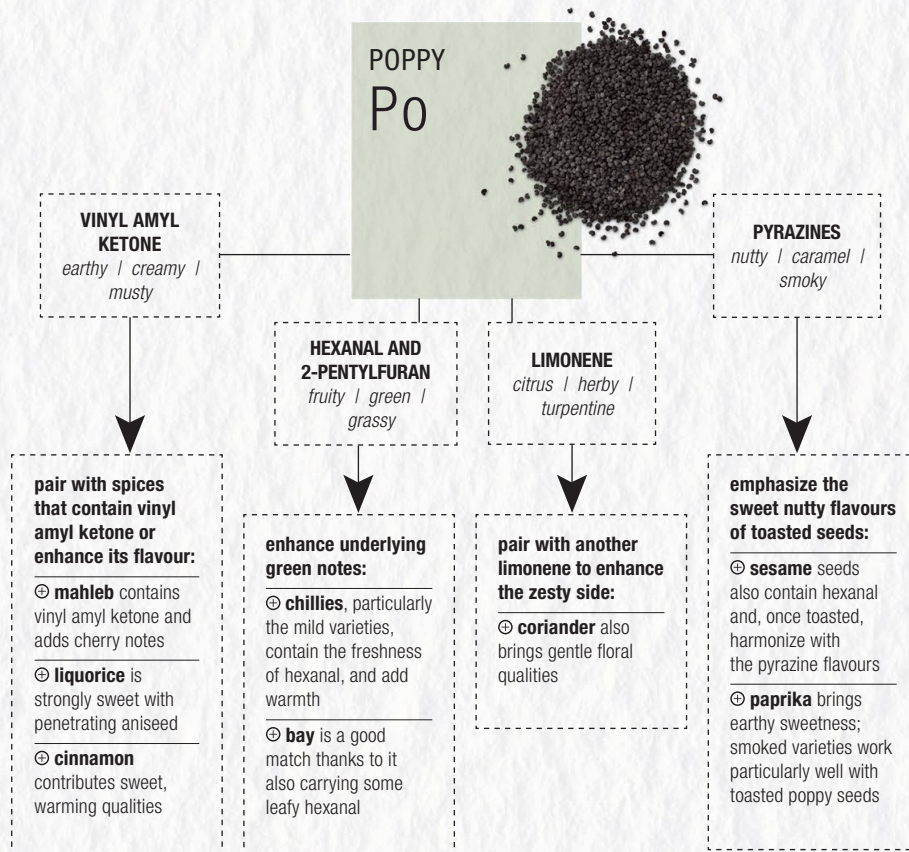 POPPY
Po
VINYL AMYL
KETONE
earthy | creamy |
musty
PYRAZINES
nutty | caramel |
smoky
HEXANAL AND
2-PENTYLFURAN
fruity | green |
grassy
LIMONENE
citrus | herby |
turpentine
pair with spices
that contain vinyl
amyl ketone or
enhance its flavour:
⊕ mahleb contains
vinyl amyl ketone and
adds cherry notes
⊕ liquorice is
strongly sweet with
penetrating aniseed
⊕ cinnamon
contributes sweet,
warming qualities
enhance underlying
green notes:
⊕ chillies, particularly
the mild varieties,
contain the freshness
of hexanal, and add
warmth
⊕ bay is a good
match thanks to it
also carrying some
leafy hexanal
pair with another
limonene to enhance
the zesty side:
⊕ coriander also
brings gentle floral
qualities
emphasize the
sweet nutty flavours
of toasted seeds:
⊕ sesame seeds
also contain hexanal
and, once toasted,
harmonize with
the pyrazine flavours
⊕ paprika brings
earthy sweetness;
smoked varieties work
particularly well with
toasted poppy seeds